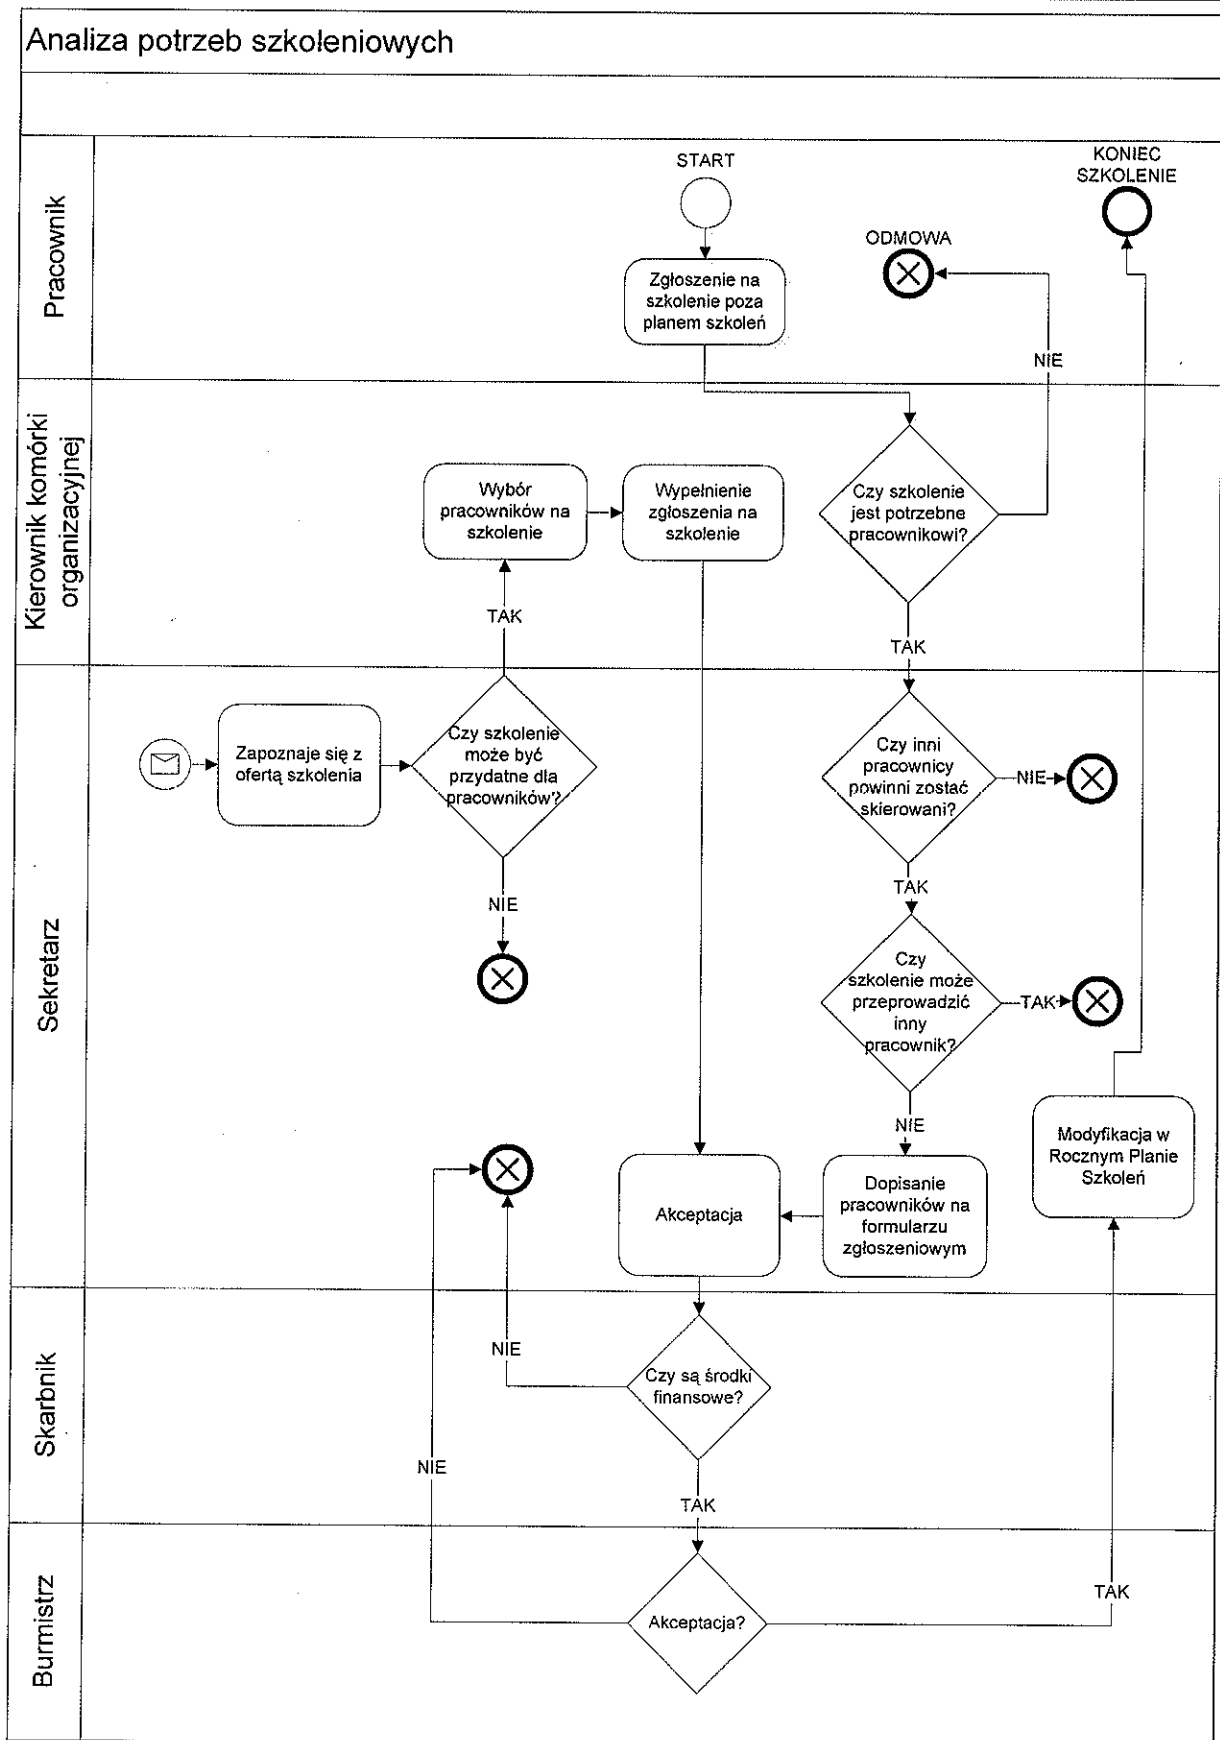 Analiza potrzeb szkoleniowych
Pracownik
START
KONIEC
SZKOLENIE
ODMOWA
Zgłoszenie na
szkolenie poza
planem szkoleń
NIE
Kierownik komórki
organizacyjnej
Wybór
pracowników na
szkolenie
Wypełnienie
zgłoszenia na
szkolenie
Czy szkolenie
jest potrzebne
pracownikowi?
TAK
TAK
Sekretarz
Zapoznaje się z
ofertą szkolenia
Czy szkolenie
może być
przydatne dla
pracowników?
Czy inni
pracownicy
powinni zostać
skierowani?
NIE
TAK
NIE
Czy
szkolenie może
przeprowadzić
inny
pracownik?
TAK
NIE
Modyfikacja w
Rocznym Planie
Szkoleń
Akceptacja
Dopisanie
pracowników na
formularzu
zgłoszeniowym
Skarbnik
NIE
Czy są środki
finansowe?
NIE
TAK
Burmistrz
Akceptacja?
TAK